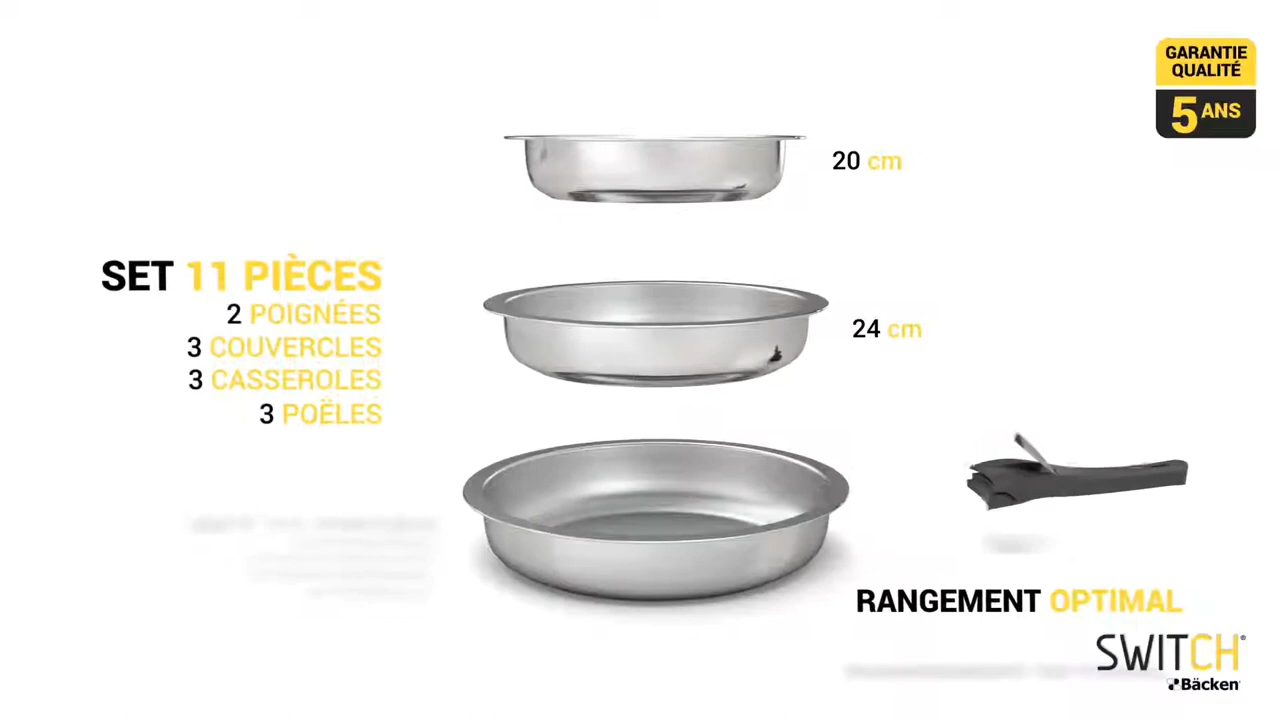 GARANTIE
QUALITÉ
5 ANS
20 cm
SET 11 PIÈCES
2 POIGNÉES
3 COUVERCLES
3 CASSEROLES
3 POËLES
24 cm
RANGEMENT OPTIMAL
SWITCH®
Bäcken